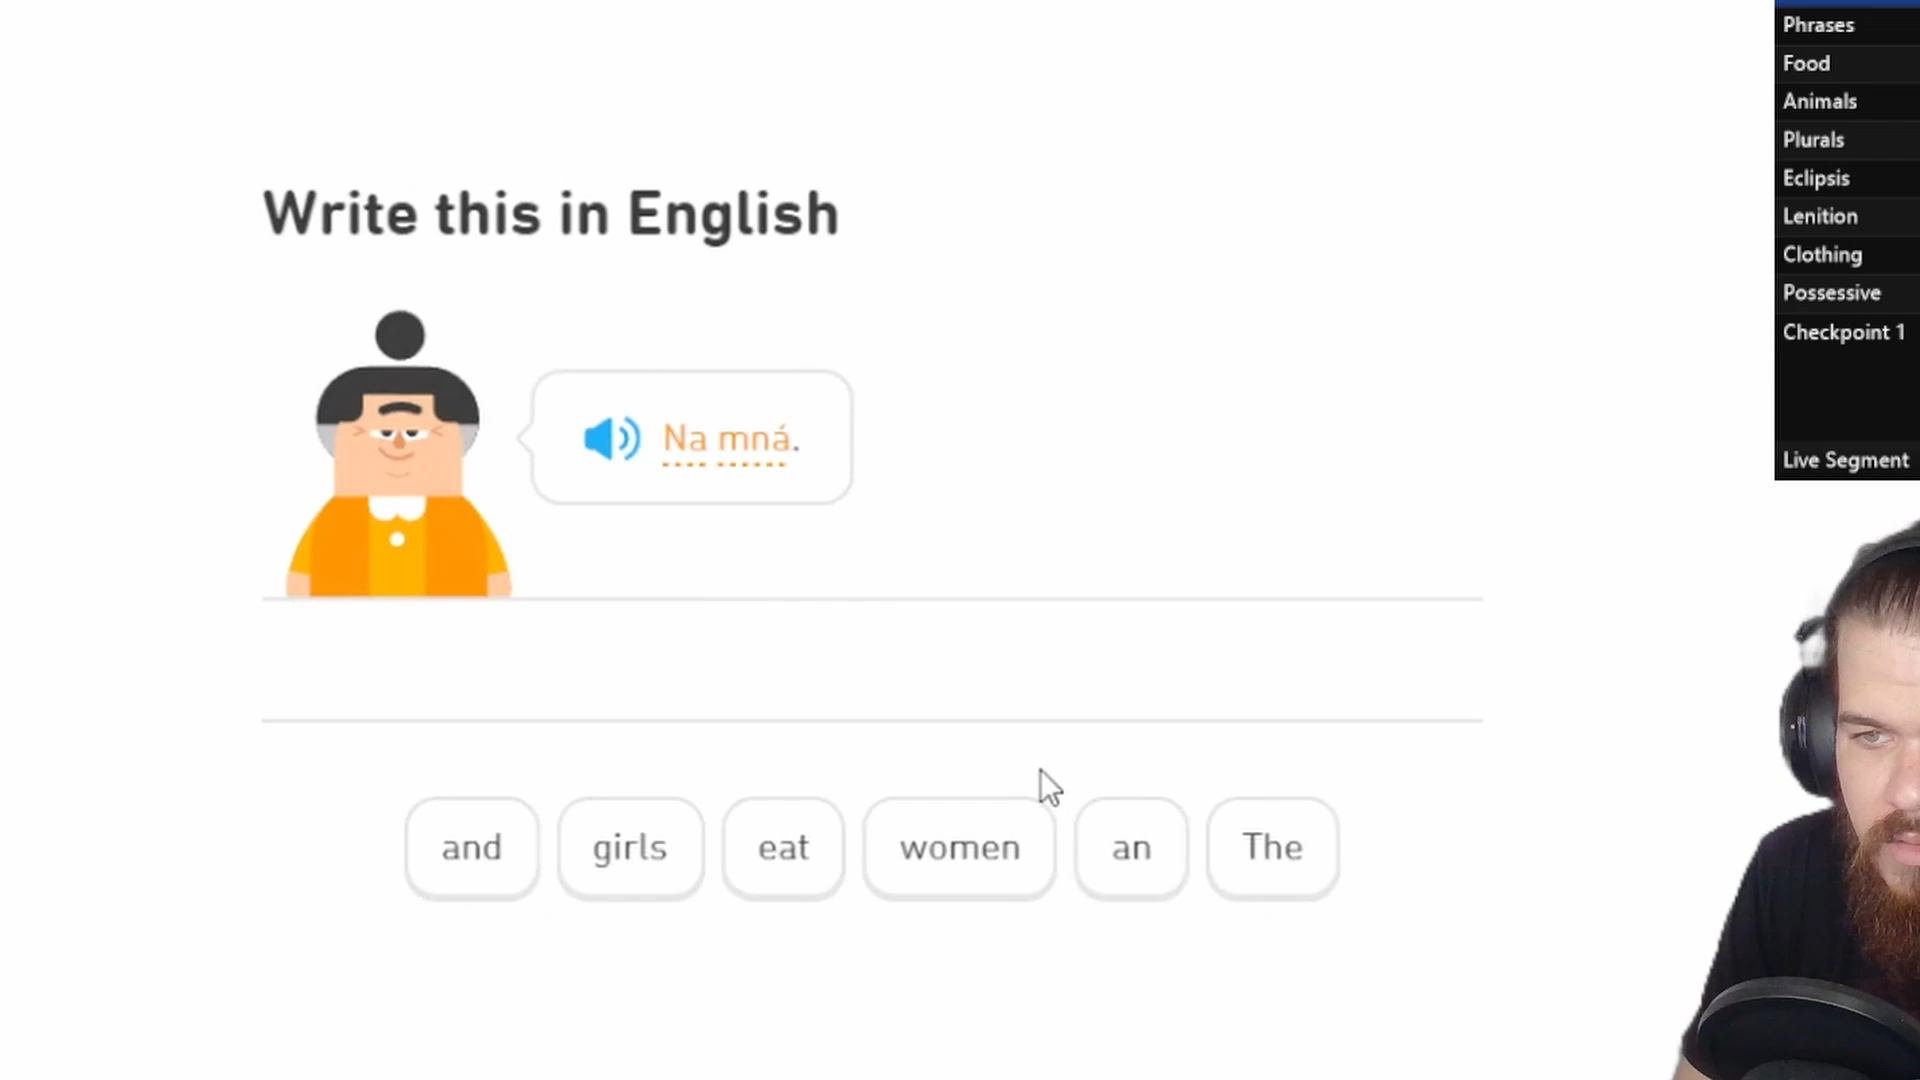 Write this in English
Na mná.
and girls eat women an The
Phrases
Food
Animals
Plurals
Eclipsis
Lenition
Clothing
Possessive
Checkpoint 1
Live Segment